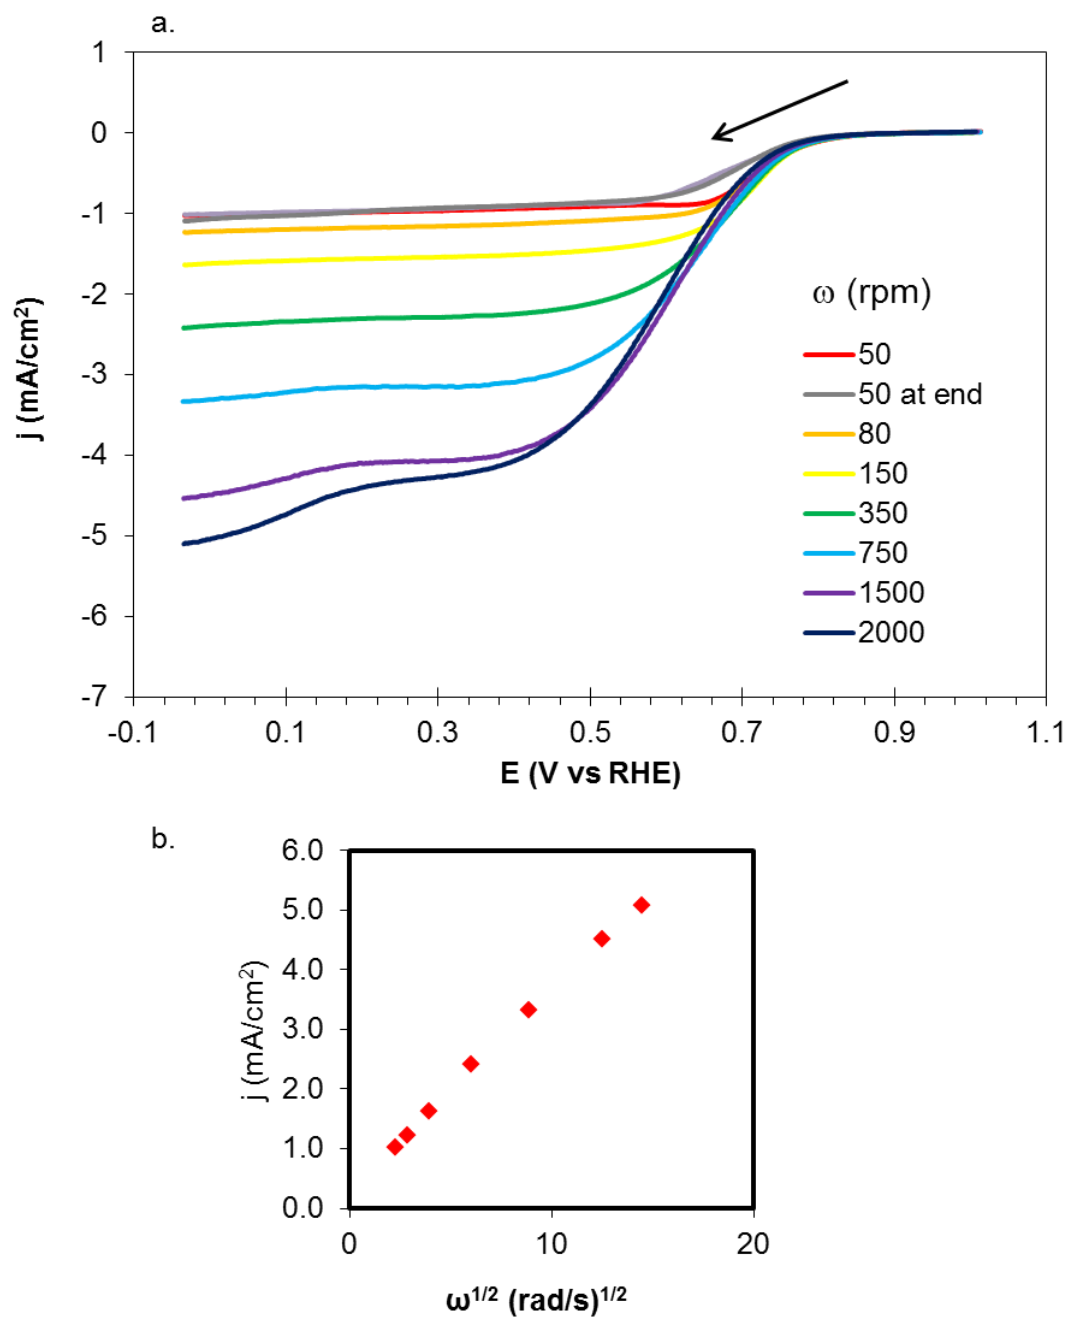 a.
1
0
-1
-2
-3
-4
-5
-6
-7
j (mA/cm²)
-0.1 0.1 0.3 0.5 0.7 0.9 1.1
E (V vs RHE)
ω (rpm)
50
50 at end
80
150
350
750
1500
2000
b.
6.0
5.0
4.0
3.0
2.0
1.0
0.0
j (mA/cm²)
0 10 20
ω^1/2 (rad/s)^1/2